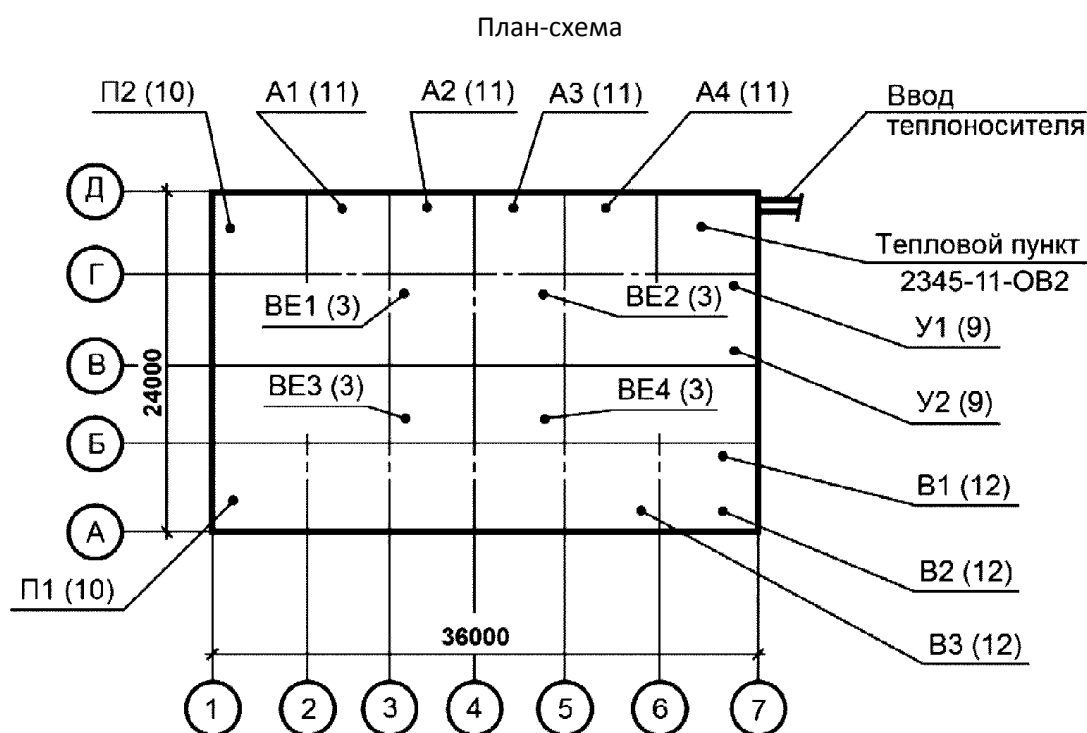 План-схема
П2 (10)
А1 (11)
А2 (11)
А3 (11)
А4 (11)
Ввод
теплоносителя
Д
Тепловой пункт
2345-11-ОВ2
Г
ВЕ1 (3)
ВЕ2 (3)
У1 (9)
В
24000
ВЕ3 (3)
ВЕ4 (3)
У2 (9)
Б
В1 (12)
А
В2 (12)
П1 (10)
36000
В3 (12)
1
2
3
4
5
6
7